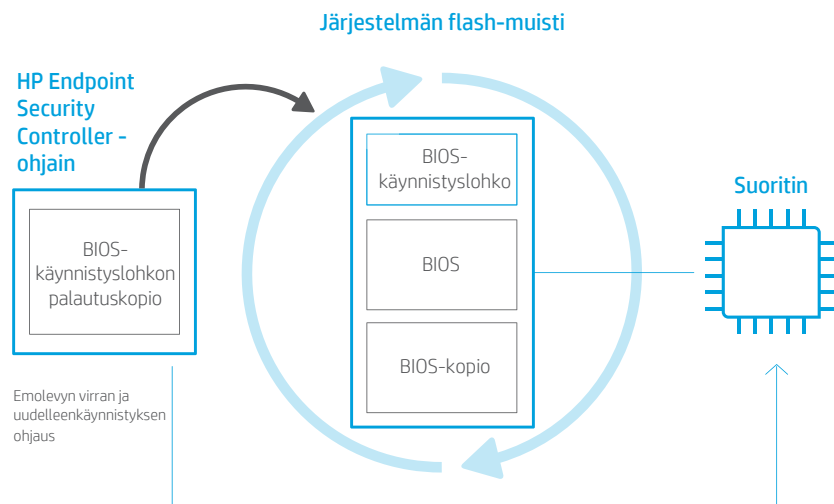 Järjestelmän flash-muisti
HP Endpoint
Security
Controller -
ohjain
BIOS-
käynnistyslohkon
palautuskopio
Emolevyn virran ja
uudelleenkäynnistyksen
ohjaus
BIOS-
käynnistyslohko
BIOS
BIOS-kopio
Suoritin